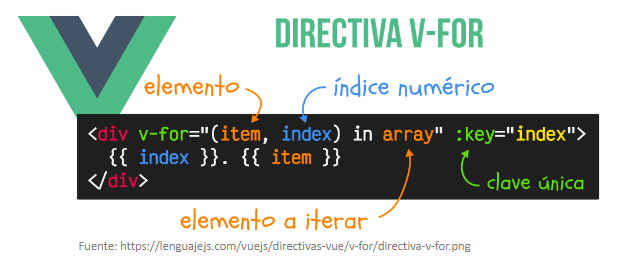 DIRECTIVA V-FOR
elemento
índice numérico
<div v-for="(item, index) in array" :key="index">
{{ index }}. {{ item }}
</div>
clave única
elemento a iterar
Fuente: https://lenguajejs.com/vuejs/directivas-vue/v-for/directiva-v-for.png